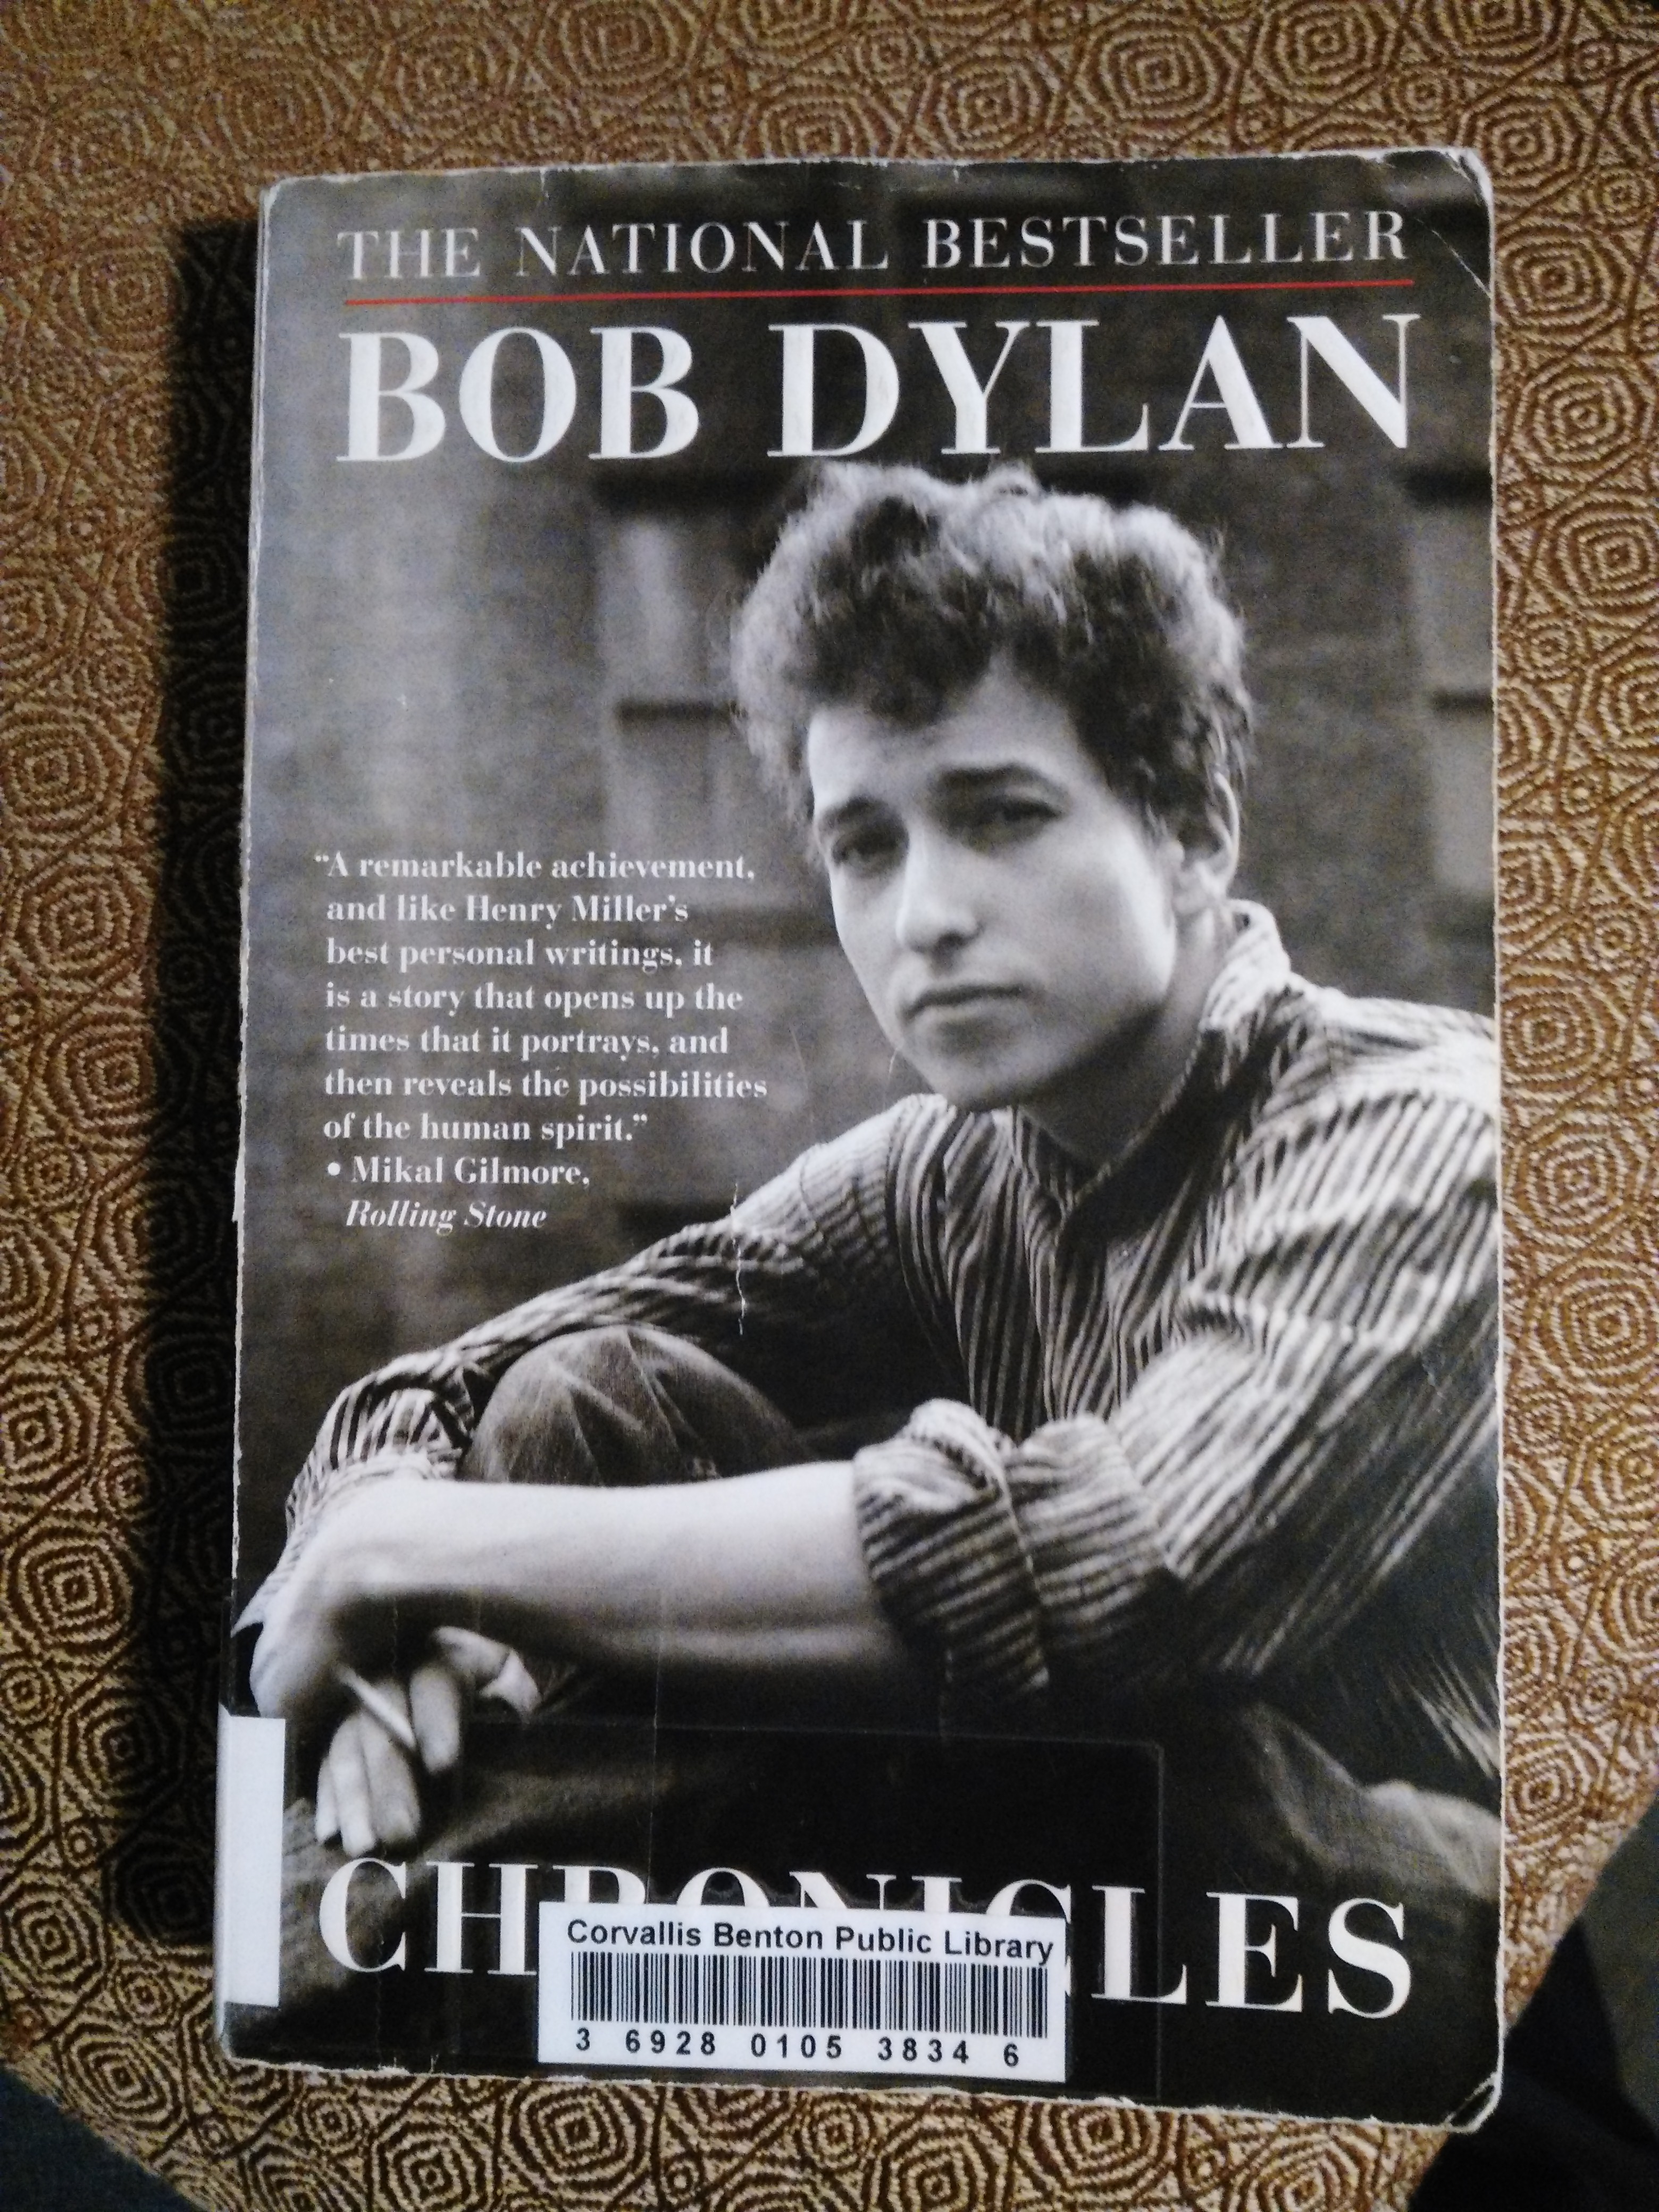 THE NATIONAL BESTSELLER
BOB DYLAN
“A remarkable achievement,
and like Henry Miller’s
best personal writings, it
is a story that opens up the
times that it portrays, and
then reveals the possibilities
of the human spirit.”
• Mikal Gilmore,
Rolling Stone
CHRONICLES
Corvallis Benton Public Library
3 6928 0105 3834 6